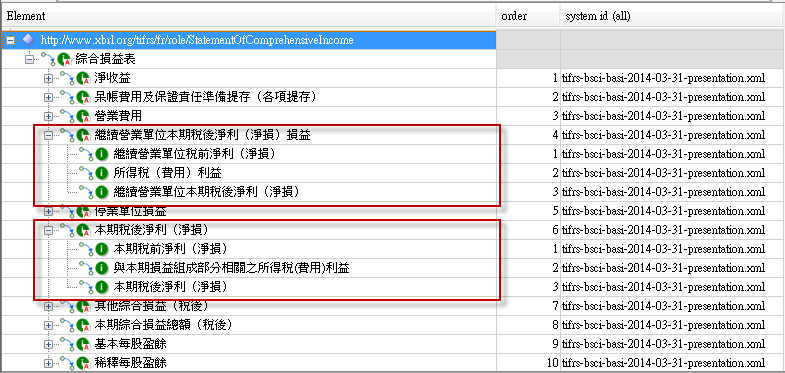 Element order system id (all)
http://www.xbrl.org/tifrs/fr/role/StatementOfComprehensiveIncome
綜合損益表
淨收益 1 tifrs-bsci-basi-2014-03-31-presentation.xml
呆帳費用及保證責任準備提存（各項提存） 2 tifrs-bsci-basi-2014-03-31-presentation.xml
營業費用 3 tifrs-bsci-basi-2014-03-31-presentation.xml
繼續營業單位本期稅後淨利（淨損）損益 4 tifrs-bsci-basi-2014-03-31-presentation.xml
繼續營業單位稅前淨利（淨損） 1 tifrs-bsci-basi-2014-03-31-presentation.xml
所得稅（費用）利益 2 tifrs-bsci-basi-2014-03-31-presentation.xml
繼續營業單位本期稅後淨利（淨損） 3 tifrs-bsci-basi-2014-03-31-presentation.xml
停業單位損益 5 tifrs-bsci-basi-2014-03-31-presentation.xml
本期稅後淨利（淨損） 6 tifrs-bsci-basi-2014-03-31-presentation.xml
本期稅前淨利（淨損） 1 tifrs-bsci-basi-2014-03-31-presentation.xml
與本期損益組成部分相關之所得稅(費用)利益 2 tifrs-bsci-basi-2014-03-31-presentation.xml
本期稅後淨利（淨損） 3 tifrs-bsci-basi-2014-03-31-presentation.xml
其他綜合損益（稅後） 7 tifrs-bsci-basi-2014-03-31-presentation.xml
本期綜合損益總額（稅後） 8 tifrs-bsci-basi-2014-03-31-presentation.xml
基本每股盈餘 9 tifrs-bsci-basi-2014-03-31-presentation.xml
稀釋每股盈餘 10 tifrs-bsci-basi-2014-03-31-presentation.xml